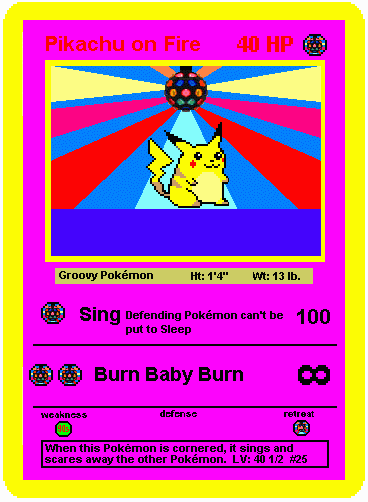 Pikachu on Fire 40 HP
Groovy Pokémon Ht: 1'4" Wt: 13 lb.
Sing Defending Pokémon can't be 100
put to Sleep
Burn Baby Burn ∞
weakness defense retreat
90s
When this Pokémon is cornered, it sings and
scares away the other Pokémon. LV: 40 1/2 #25